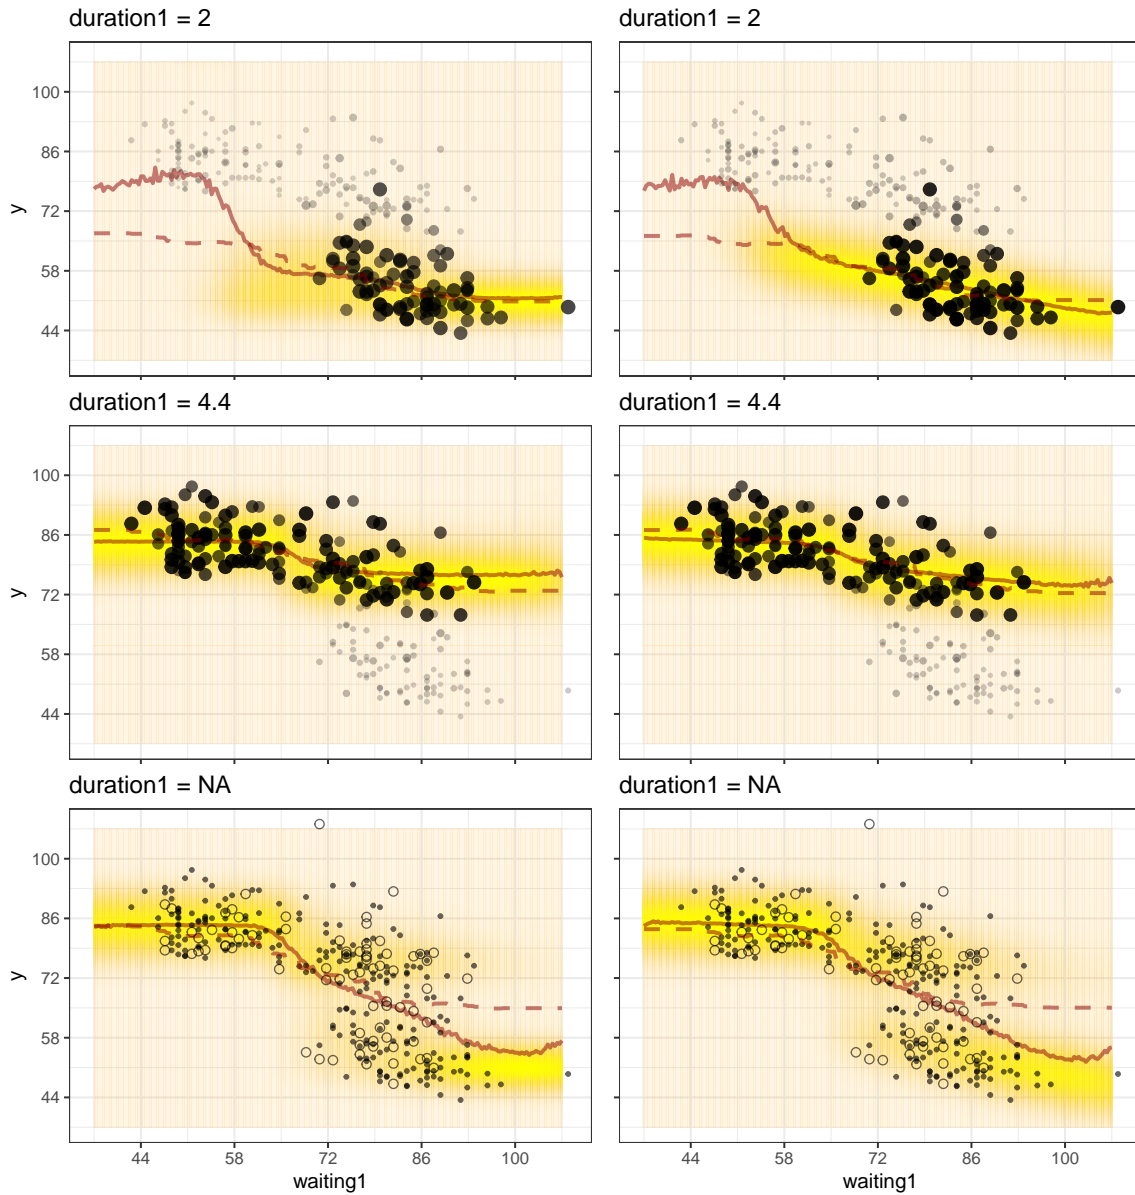 duration1 = 2
duration1 = 2
100
86
72
58
44
y
duration1 = 4.4
duration1 = 4.4
100
86
72
58
44
y
duration1 = NA
duration1 = NA
100
86
72
58
44
y
44 58 72 86 100
44 58 72 86 100
waiting1
waiting1